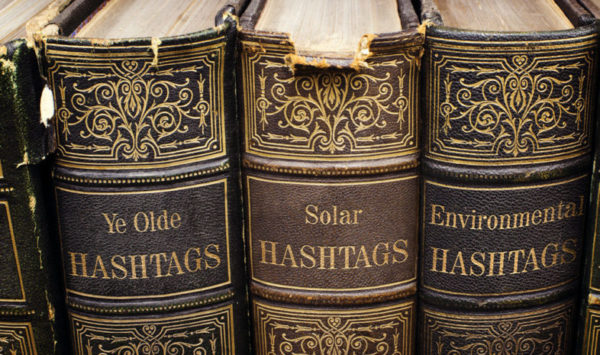 Ye Olde
HASHTAGS
Solar
HASHTAGS
Environmental
HASHTAGS